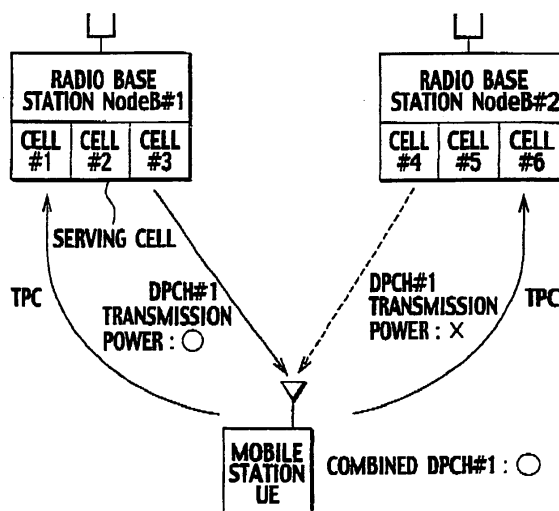 RADIO BASE
STATION NodeB#1
CELL
#1
CELL
#2
CELL
#3
RADIO BASE
STATION NodeB#2
CELL
#4
CELL
#5
CELL
#6
SERVING CELL
TPC
DPCH#1
TRANSMISSION
POWER : ○
DPCH#1
TRANSMISSION
POWER : ×
TPC
MOBILE
STATION
UE
COMBINED DPCH#1 : ○